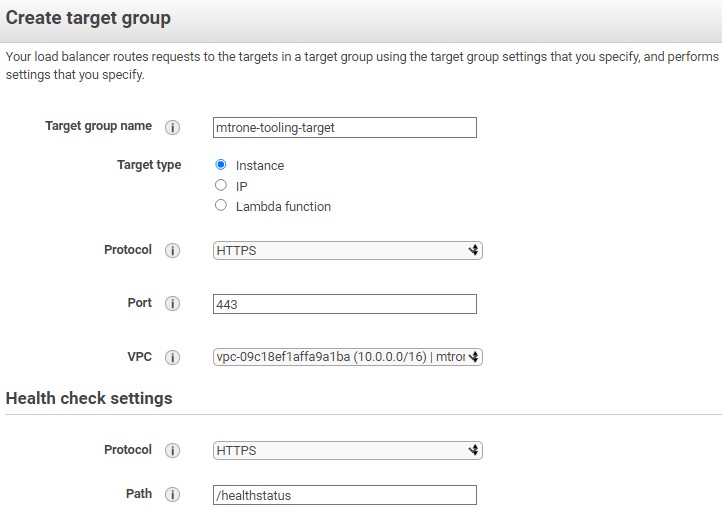 Create target group
Your load balancer routes requests to the targets in a target group using the target group settings that you specify, and performs
settings that you specify.
Target group name i mtrone-tooling-target
Target type Instance
IP
Lambda function
Protocol i HTTPS
Port i 443
VPC i vpc-09c18ef1affa9a1ba (10.0.0.0/16) | mtror
Health check settings
Protocol i HTTPS
Path i /healthstatus